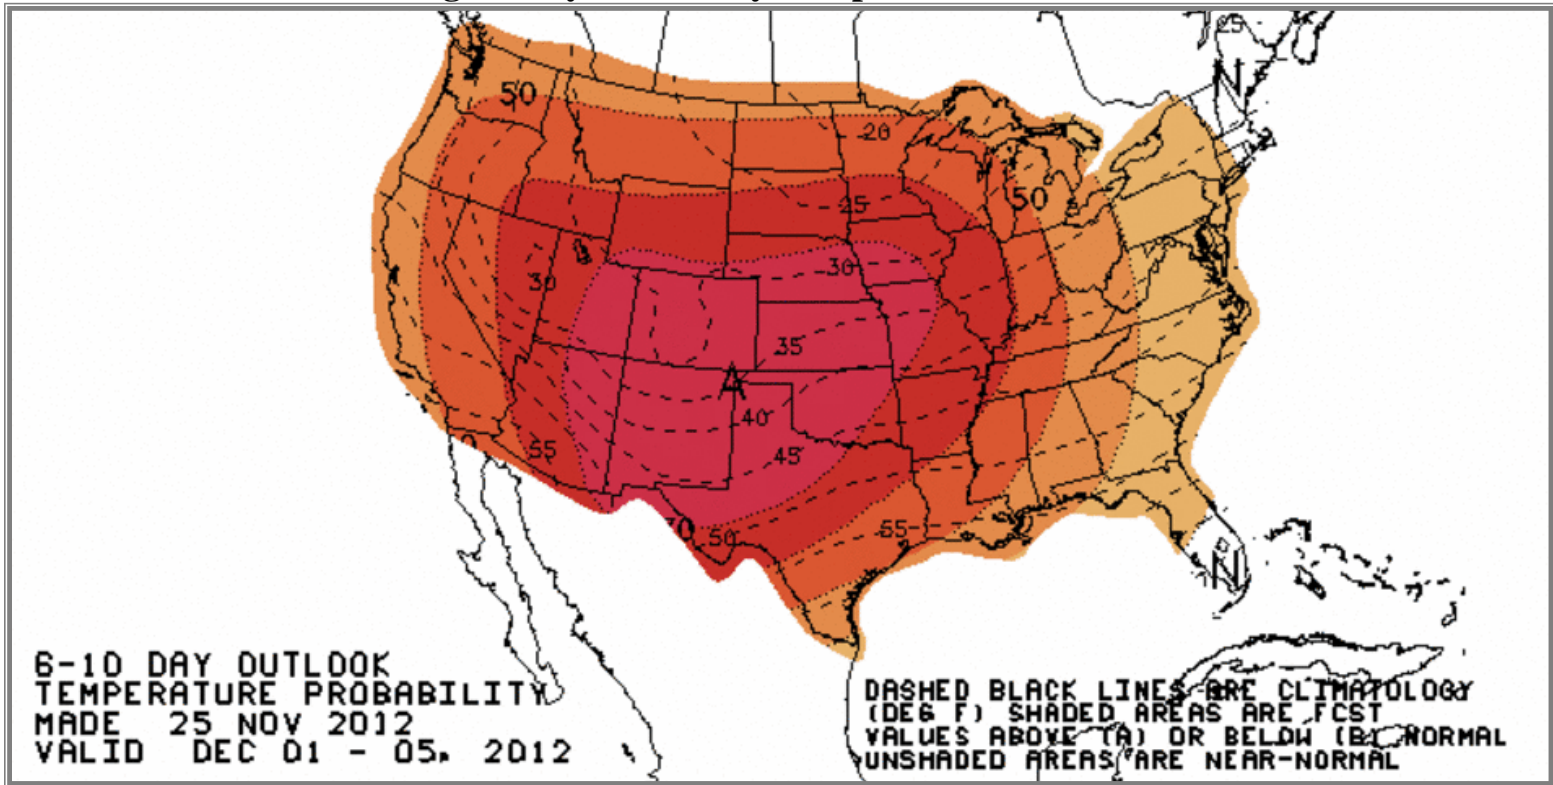 N
50
20
50
25
30
30
35
A
40
45
55
70
50
55
N
6-10 DAY OUTLOOK
TEMPERATURE PROBABILITY
MADE 25 NOV 2012
VALID DEC 01 - 05, 2012
DASHED BLACK LINES ARE CLIMATOLOGY
(DEG F) SHADED AREAS ARE FCST
VALUES ABOVE (A) OR BELOW (B) NORMAL
UNSHADED AREAS ARE NEAR-NORMAL